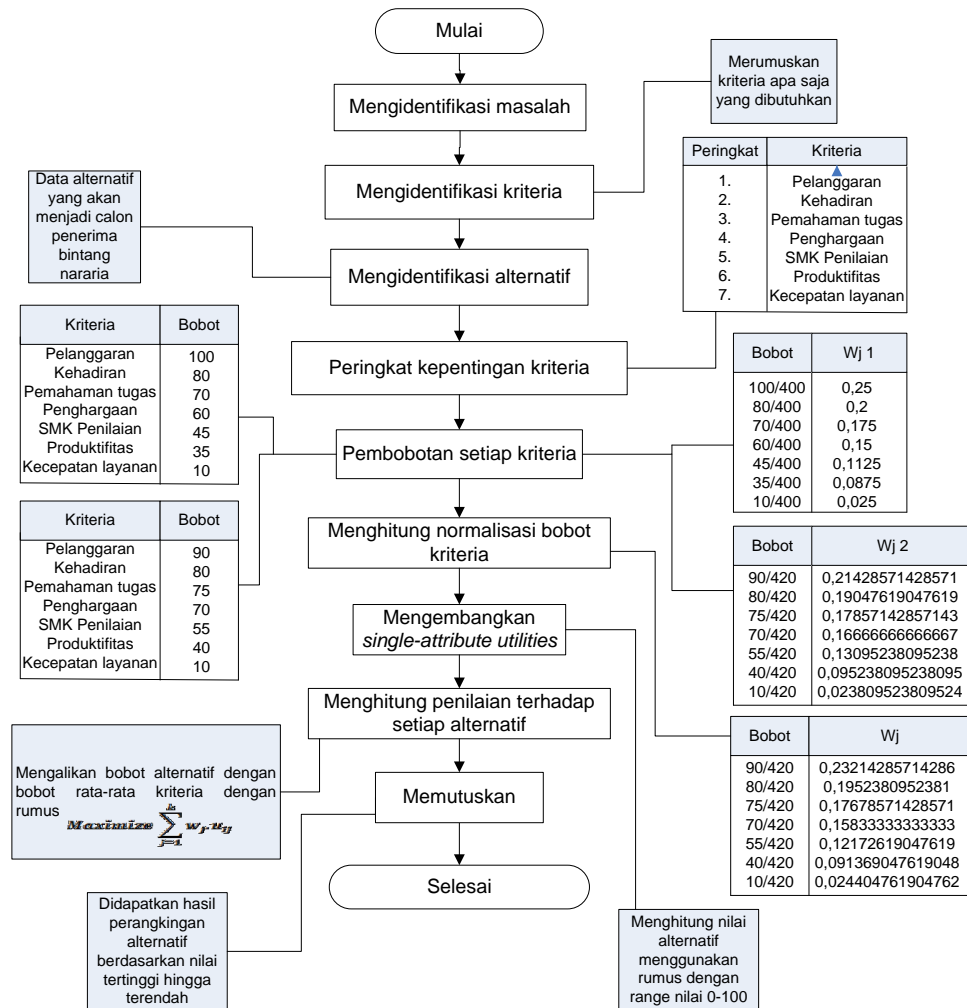 Mulai
Mengidentifikasi masalah
Merumuskan
kriteria apa saja
yang dibutuhkan
Mengidentifikasi kriteria
Peringkat Kriteria
1. Pelanggaran
2. Kehadiran
3. Pemahaman tugas
4. Penghargaan
5. SMK Penilaian
6. Produktifitas
7. Kecepatan layanan
Data alternatif
yang akan
menjadi calon
penerima
bintang
nararia
Mengidentifikasi alternatif
Peringkat kepentingan kriteria
Kriteria Bobot
Pelanggaran 100
Kehadiran 80
Pemahaman tugas 70
Penghargaan 60
SMK Penilaian 45
Produktifitas 35
Kecepatan layanan 10
Bobot Wj 1
100/400 0,25
80/400 0,2
70/400 0,175
60/400 0,15
45/400 0,1125
35/400 0,0875
10/400 0,025
Pembobotan setiap kriteria
Kriteria Bobot
Pelanggaran 90
Kehadiran 80
Pemahaman tugas 75
Penghargaan 70
SMK Penilaian 55
Produktifitas 40
Kecepatan layanan 10
Menghitung normalisasi bobot
kriteria
Bobot Wj 2
90/420 0,21428571428571
80/420 0,19047619047619
75/420 0,17857142857143
70/420 0,16666666666667
55/420 0,13095238095238
40/420 0,095238095238095
10/420 0,023809523809524
Mengembangkan
single-attribute utilities
Menghitung penilaian terhadap
setiap alternatif
Bobot Wj
90/420 0,23214285714286
80/420 0,1952380952381
75/420 0,17678571428571
70/420 0,15833333333333
55/420 0,12172619047619
40/420 0,091369047619048
10/420 0,024404761904762
Mengalikan bobot alternatif dengan
bobot rata-rata kriteria dengan
rumus Maximize ∑ k j=1 wj.uij
Memutuskan
Selesai
Didapatkan hasil
perangkingan
alternatif
berdasarkan nilai
tertinggi hingga
terendah
Menghitung nilai
alternatif
menggunakan
rumus dengan
range nilai 0-100